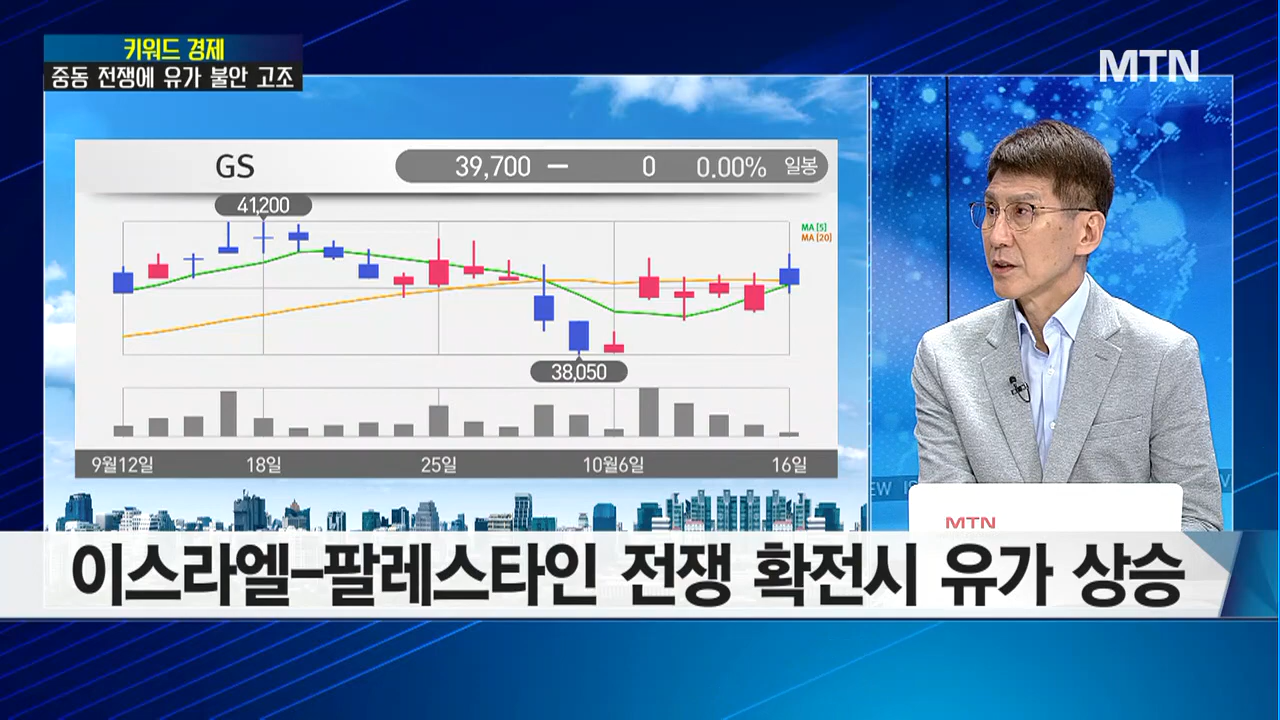 키워드 경제
중동 전쟁에 유가 불안 고조
MTN
GS
39,700 — 0 0.00% 일봉
41,200
MA [5]
MA [20]
38,050
9월12일 18일 25일 10월6일 16일
MTN
이스라엘-팔레스타인 전쟁 확전시 유가 상승